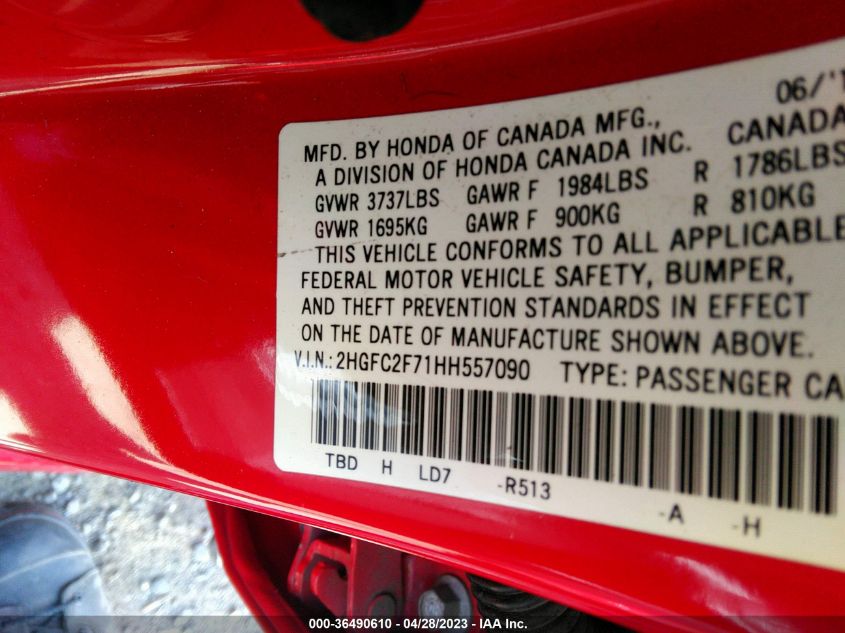 06/'1
MFD. BY HONDA OF CANADA MFG., CANADA
A DIVISION OF HONDA CANADA INC.
GVWR 3737LBS GAWR F 1984LBS R 1786LBS
GVWR 1695KG GAWR F 900KG R 810KG
THIS VEHICLE CONFORMS TO ALL APPLICABLE
FEDERAL MOTOR VEHICLE SAFETY, BUMPER,
AND THEFT PREVENTION STANDARDS IN EFFECT
ON THE DATE OF MANUFACTURE SHOWN ABOVE.
V.I.N.: 2HGFC2F71HH557090 TYPE: PASSENGER CA
TBD H LD7 -R513 -A -H
000-36490610 - 04/28/2023 - IAA Inc.